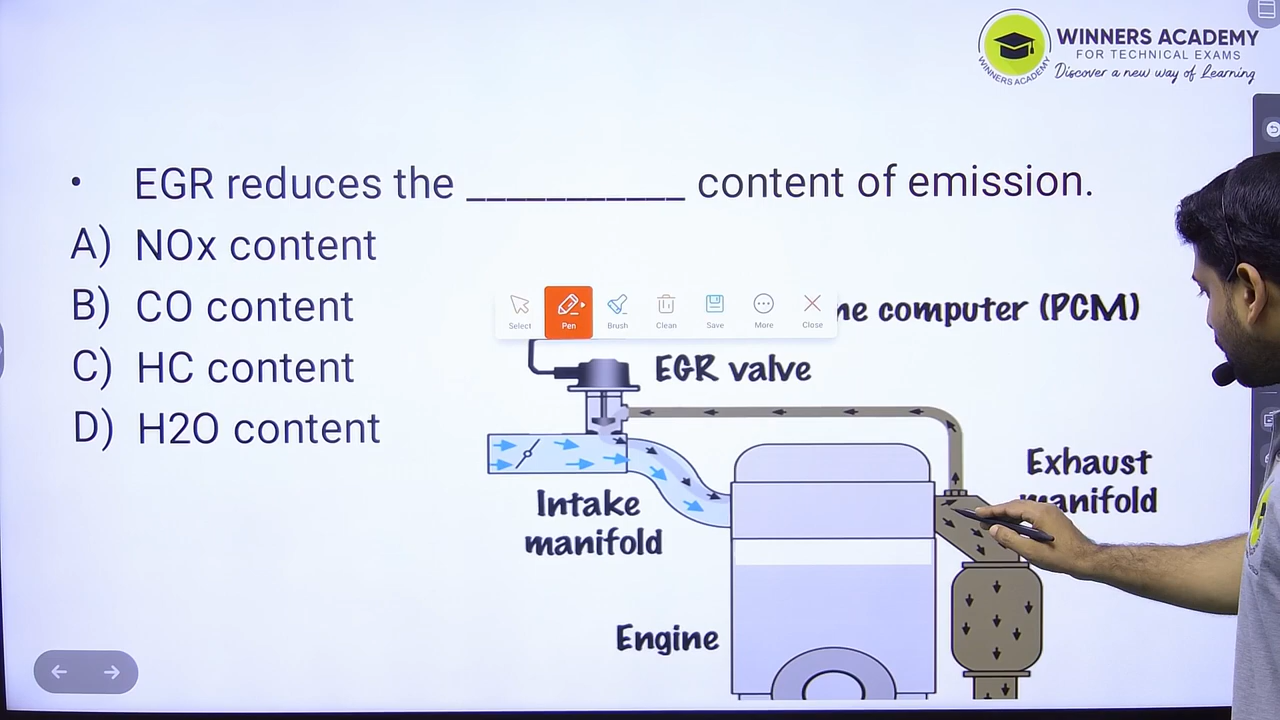 WINNERS ACADEMY
FOR TECHNICAL EXAMS
Discover a new way of Learning
WINNERS ACADEMY
• EGR reduces the ___________ content of emission.
A) NOx content
B) CO content
C) HC content
D) H2O content
Select
Pen
Brush
Clean
Save
More
Close
computer (PCM)
EGR valve
Exhaust
manifold
Intake
manifold
Engine